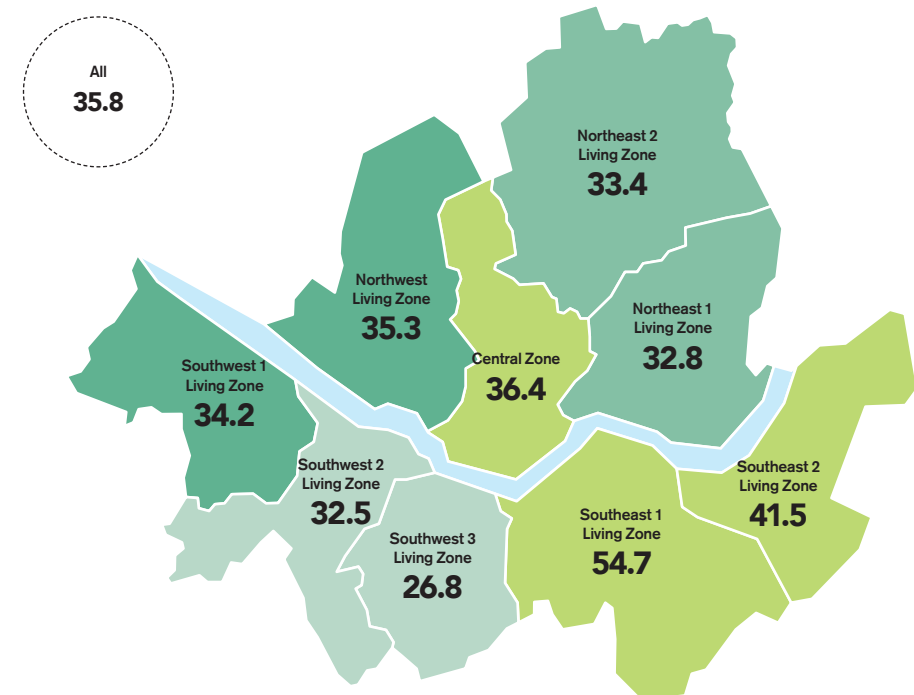 All
35.8
Northeast 2
Living Zone
33.4
Northwest
Living Zone
35.3
Northeast 1
Living Zone
32.8
Central Zone
36.4
Southwest 1
Living Zone
34.2
Southwest 2
Living Zone
32.5
Southeast 2
Living Zone
41.5
Southwest 3
Living Zone
26.8
Southeast 1
Living Zone
54.7